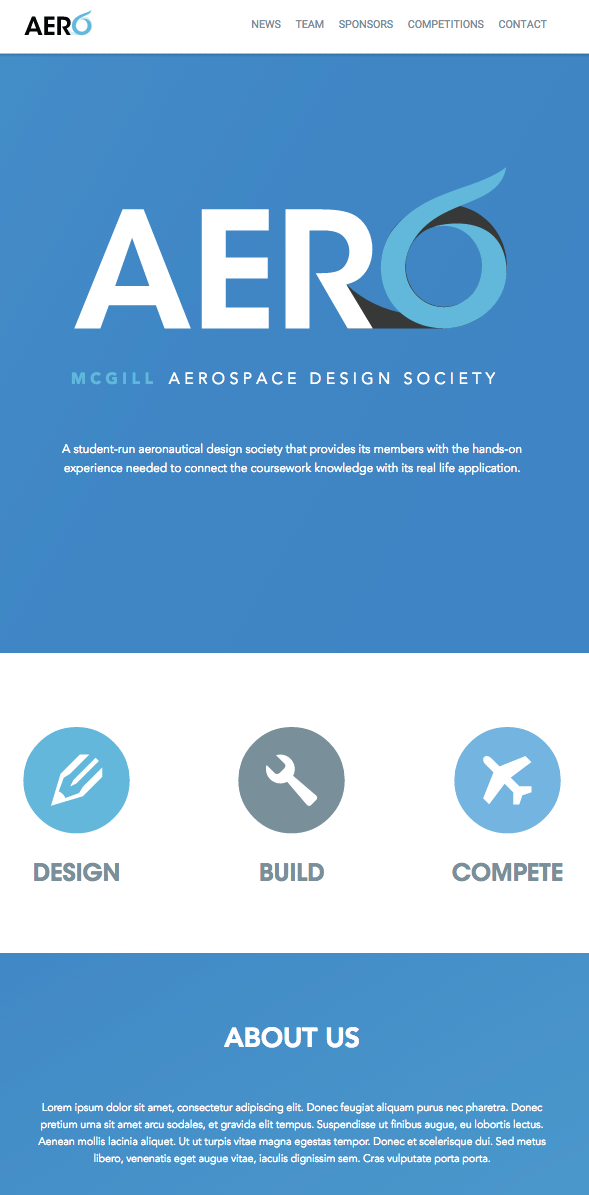 AERO
NEWS TEAM SPONSORS COMPETITIONS CONTACT
AERO
MCGILL AEROSPACE DESIGN SOCIETY
A student-run aeronautical design society that provides its members with the hands-on
experience needed to connect the coursework knowledge with its real life application.
DESIGN
BUILD
COMPETE
ABOUT US
Lorem ipsum dolor sit amet, consectetur adipiscing elit. Donec feugiat aliquam purus nec pharetra. Donec
pretium urna sit amet arcu sodales, et gravida elit tempus. Suspendisse ut finibus augue, eu lobortis lectus.
Aenean mollis lacinia aliquet. Ut ut turpis vitae magna egestas tempor. Donec et scelerisque dui. Sed metus
libero, venenatis eget augue vitae, iaculis dignissim sem. Cras vulputate porta porta.